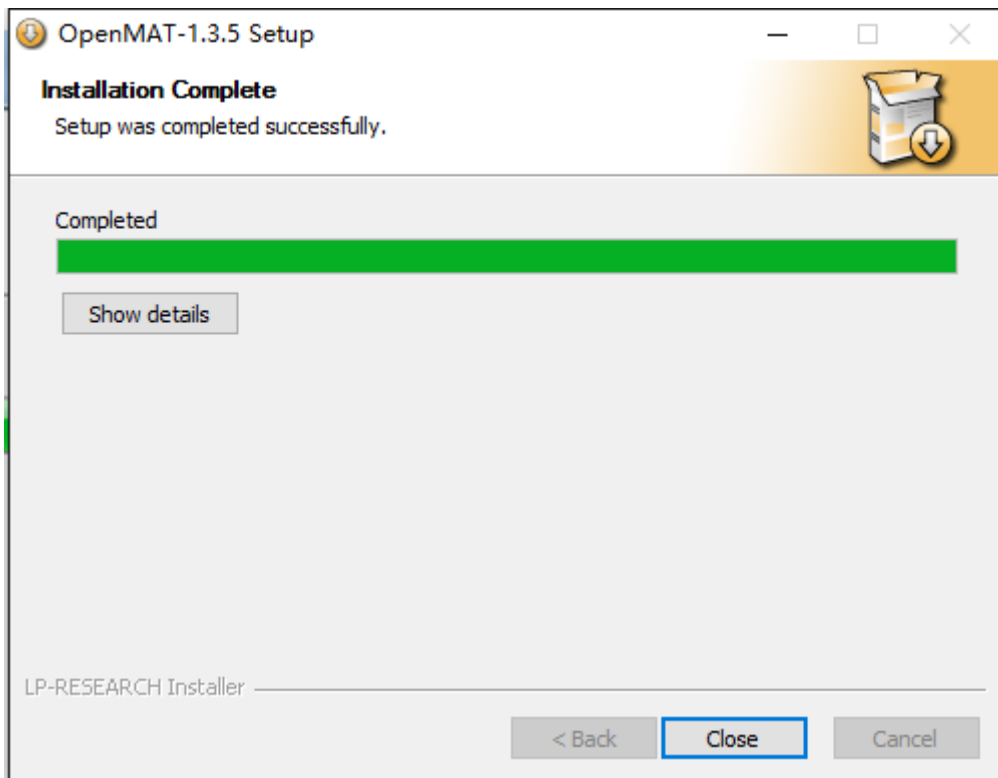 OpenMAT-1.3.5 Setup
Installation Complete
Setup was completed successfully.
Completed
Show details
LP-RESEARCH Installer
< Back
Close
Cancel